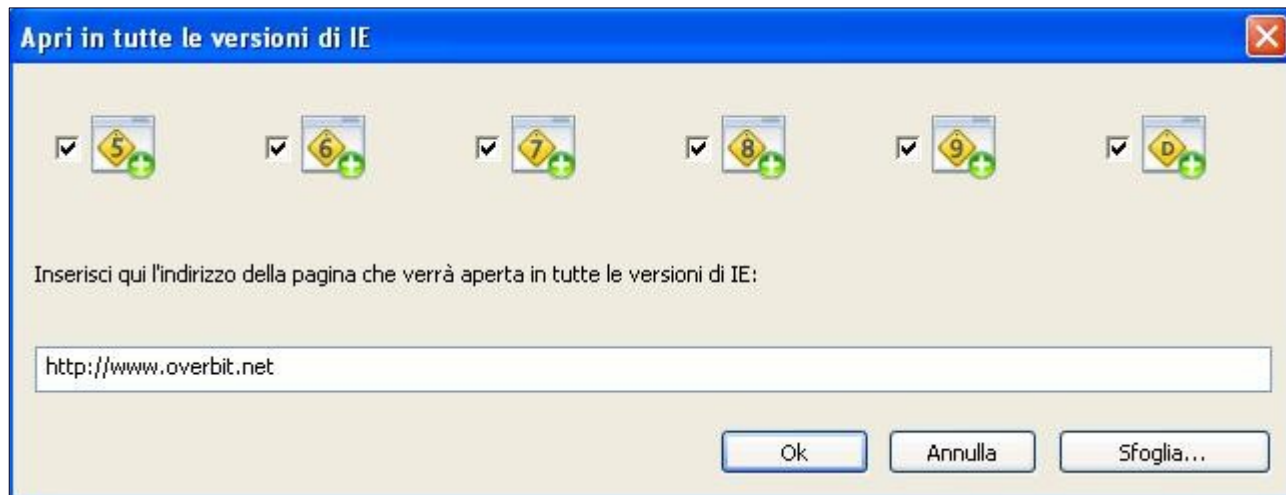 Apri in tutte le versioni di IE
5 6 7 8 9 D
Inserisci qui l'indirizzo della pagina che verrà aperta in tutte le versioni di IE:
http://www.overbit.net
Ok Annulla Sfoglia...